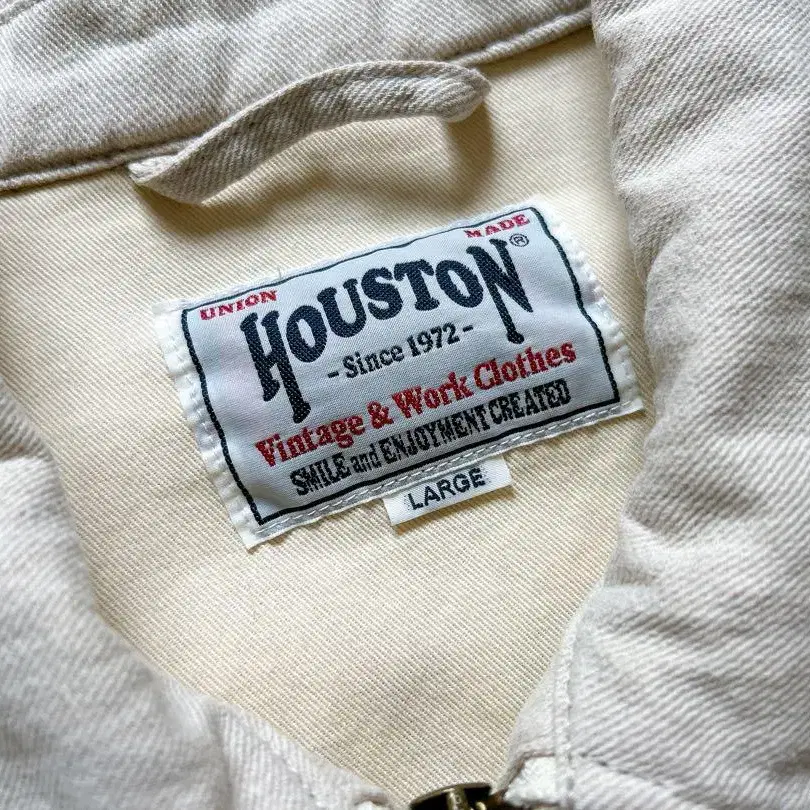 UNION MADE
HOUSTON®
- Since 1972 -
Vintage & Work Clothes
SMILE and ENJOYMENT CREATED
LARGE